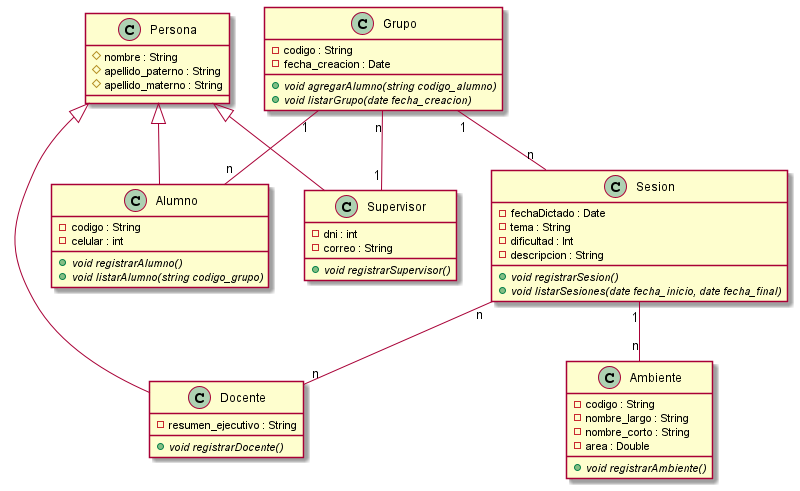 C Persona
nombre : String
apellido_paterno : String
apellido_materno : String
C Grupo
codigo : String
fecha_creacion : Date
void agregarAlumno(string codigo_alumno)
void listarGrupo(date fecha_creacion)
1
n
1
n
1
n
C Alumno
codigo : String
celular : int
void registrarAlumno()
void listarAlumno(string codigo_grupo)
C Supervisor
dni : int
correo : String
void registrarSupervisor()
C Sesion
fechaDictado : Date
tema : String
dificultad : Int
descripcion : String
void registrarSesion()
void listarSesiones(date fecha_inicio, date fecha_final)
n
1
n
n
C Docente
resumen_ejecutivo : String
void registrarDocente()
C Ambiente
codigo : String
nombre_largo : String
nombre_corto : String
area : Double
void registrarAmbiente()